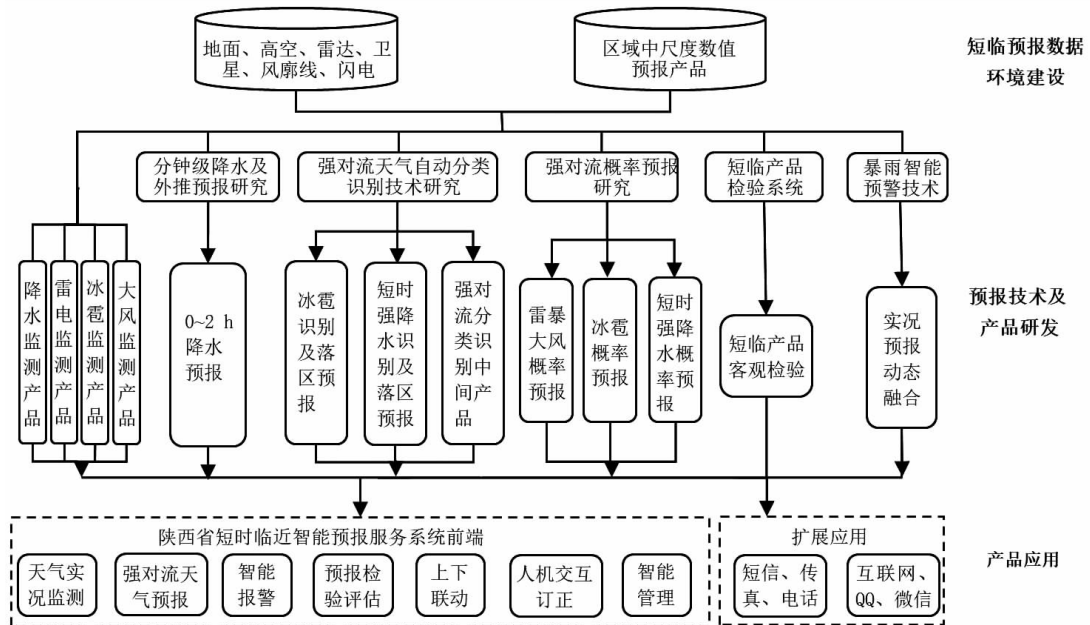 地面、高空、雷达、卫
星、风廓线、闪电
区域中尺度数值
预报产品
短临预报数据
环境建设
分钟级降水及
外推预报研究
强对流天气自动分类
识别技术研究
强对流概率预报
研究
短临产品
检验系统
暴雨智能
预警技术
降水监测产品
雷电监测产品
冰雹监测产品
大风监测产品
0~2 h
降水
预报
冰雹
识别
及落
区预
报
短时
强降
水识
别及
落区
预报
强对
流分
类识
别中
间产
品
雷暴
大风
概率
预报
冰雹
概率
预报
短时
强降
水概
率预
报
短临产品
客观检验
实况
预报
动态
融合
预报技术及
产品研发
陕西省短时临近智能预报服务系统前端
天气实
况监测
强对流天
气预报
智能
报警
预报检
验评估
上下
联动
人机交互
订正
智能
管理
扩展应用
短信、传
真、电话
互联网、
QQ、微信
产品应用